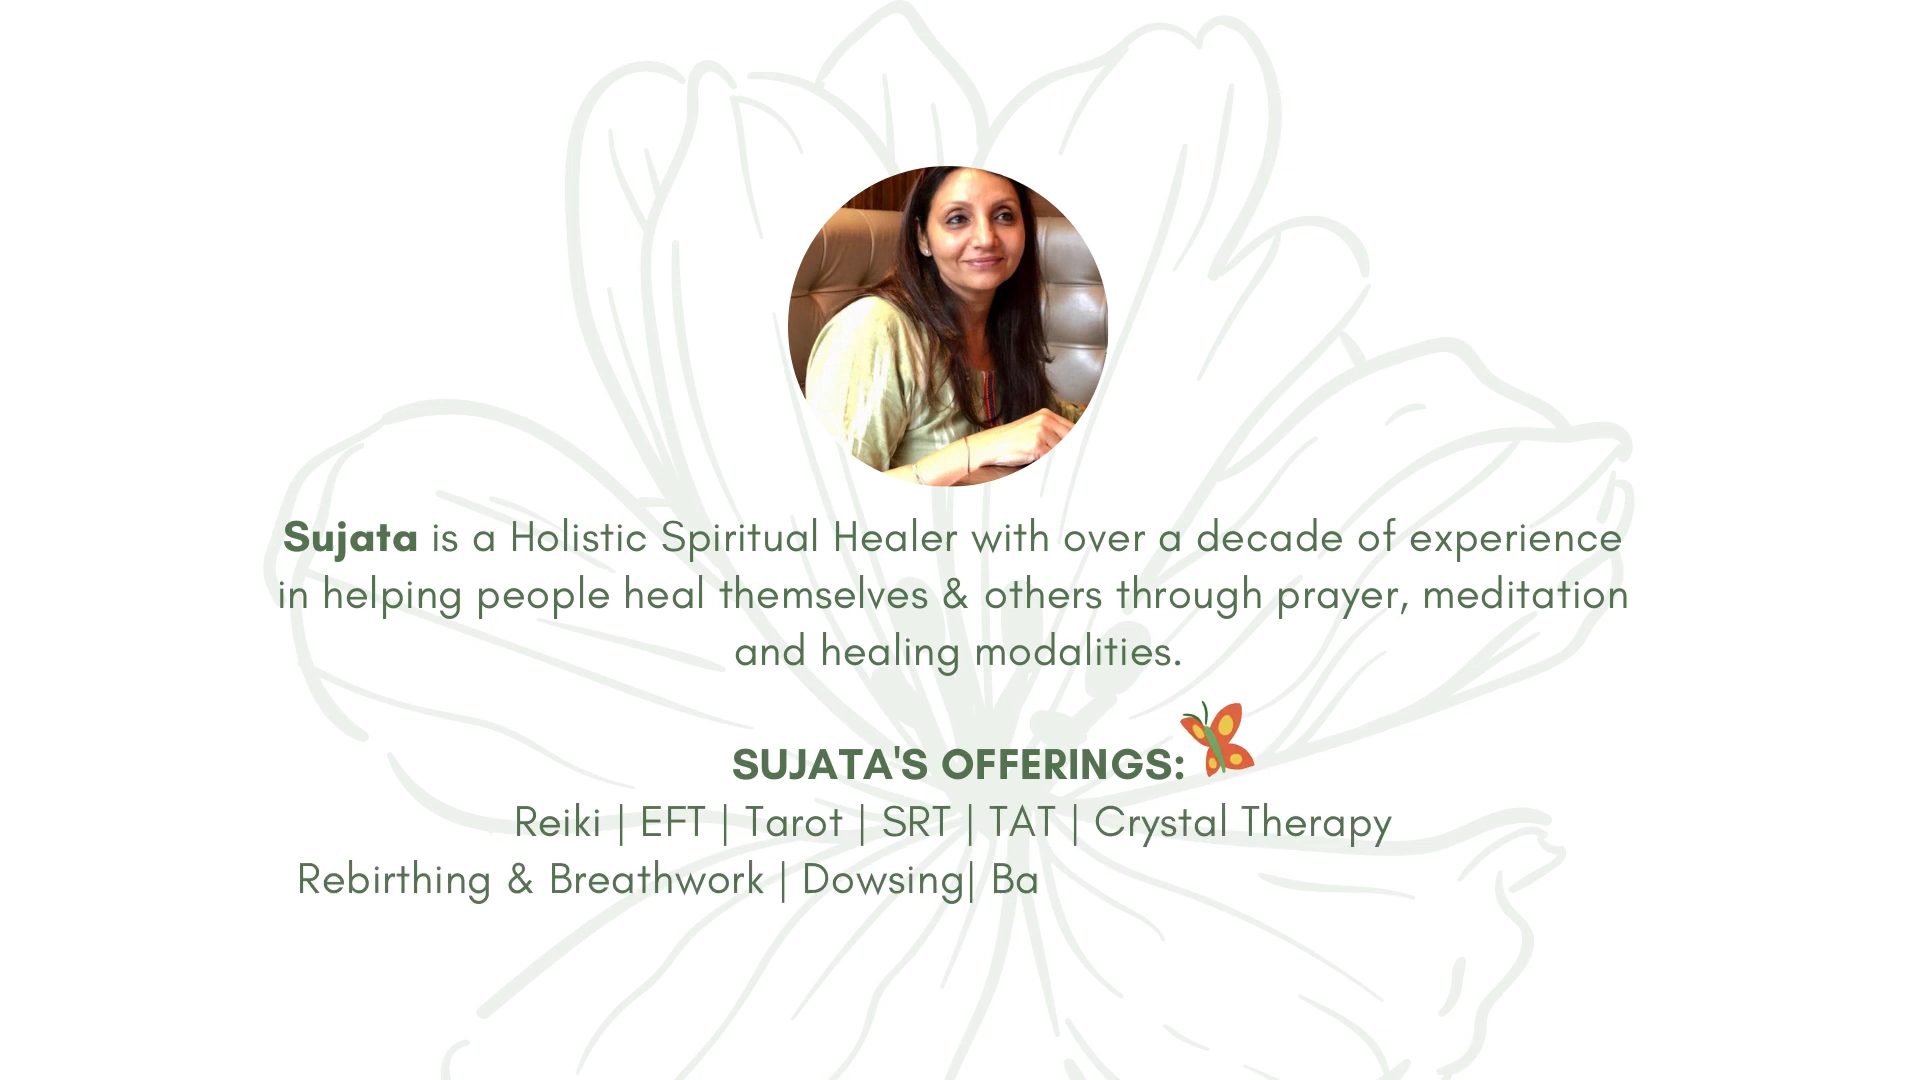 Sujata is a Holistic Spiritual Healer with over a decade of experience
in helping people heal themselves & others through prayer, meditation
and healing modalities.
SUJATA'S OFFERINGS:
Reiki | EFT | Tarot | SRT | TAT | Crystal Therapy
Rebirthing & Breathwork | Dowsing| Ba